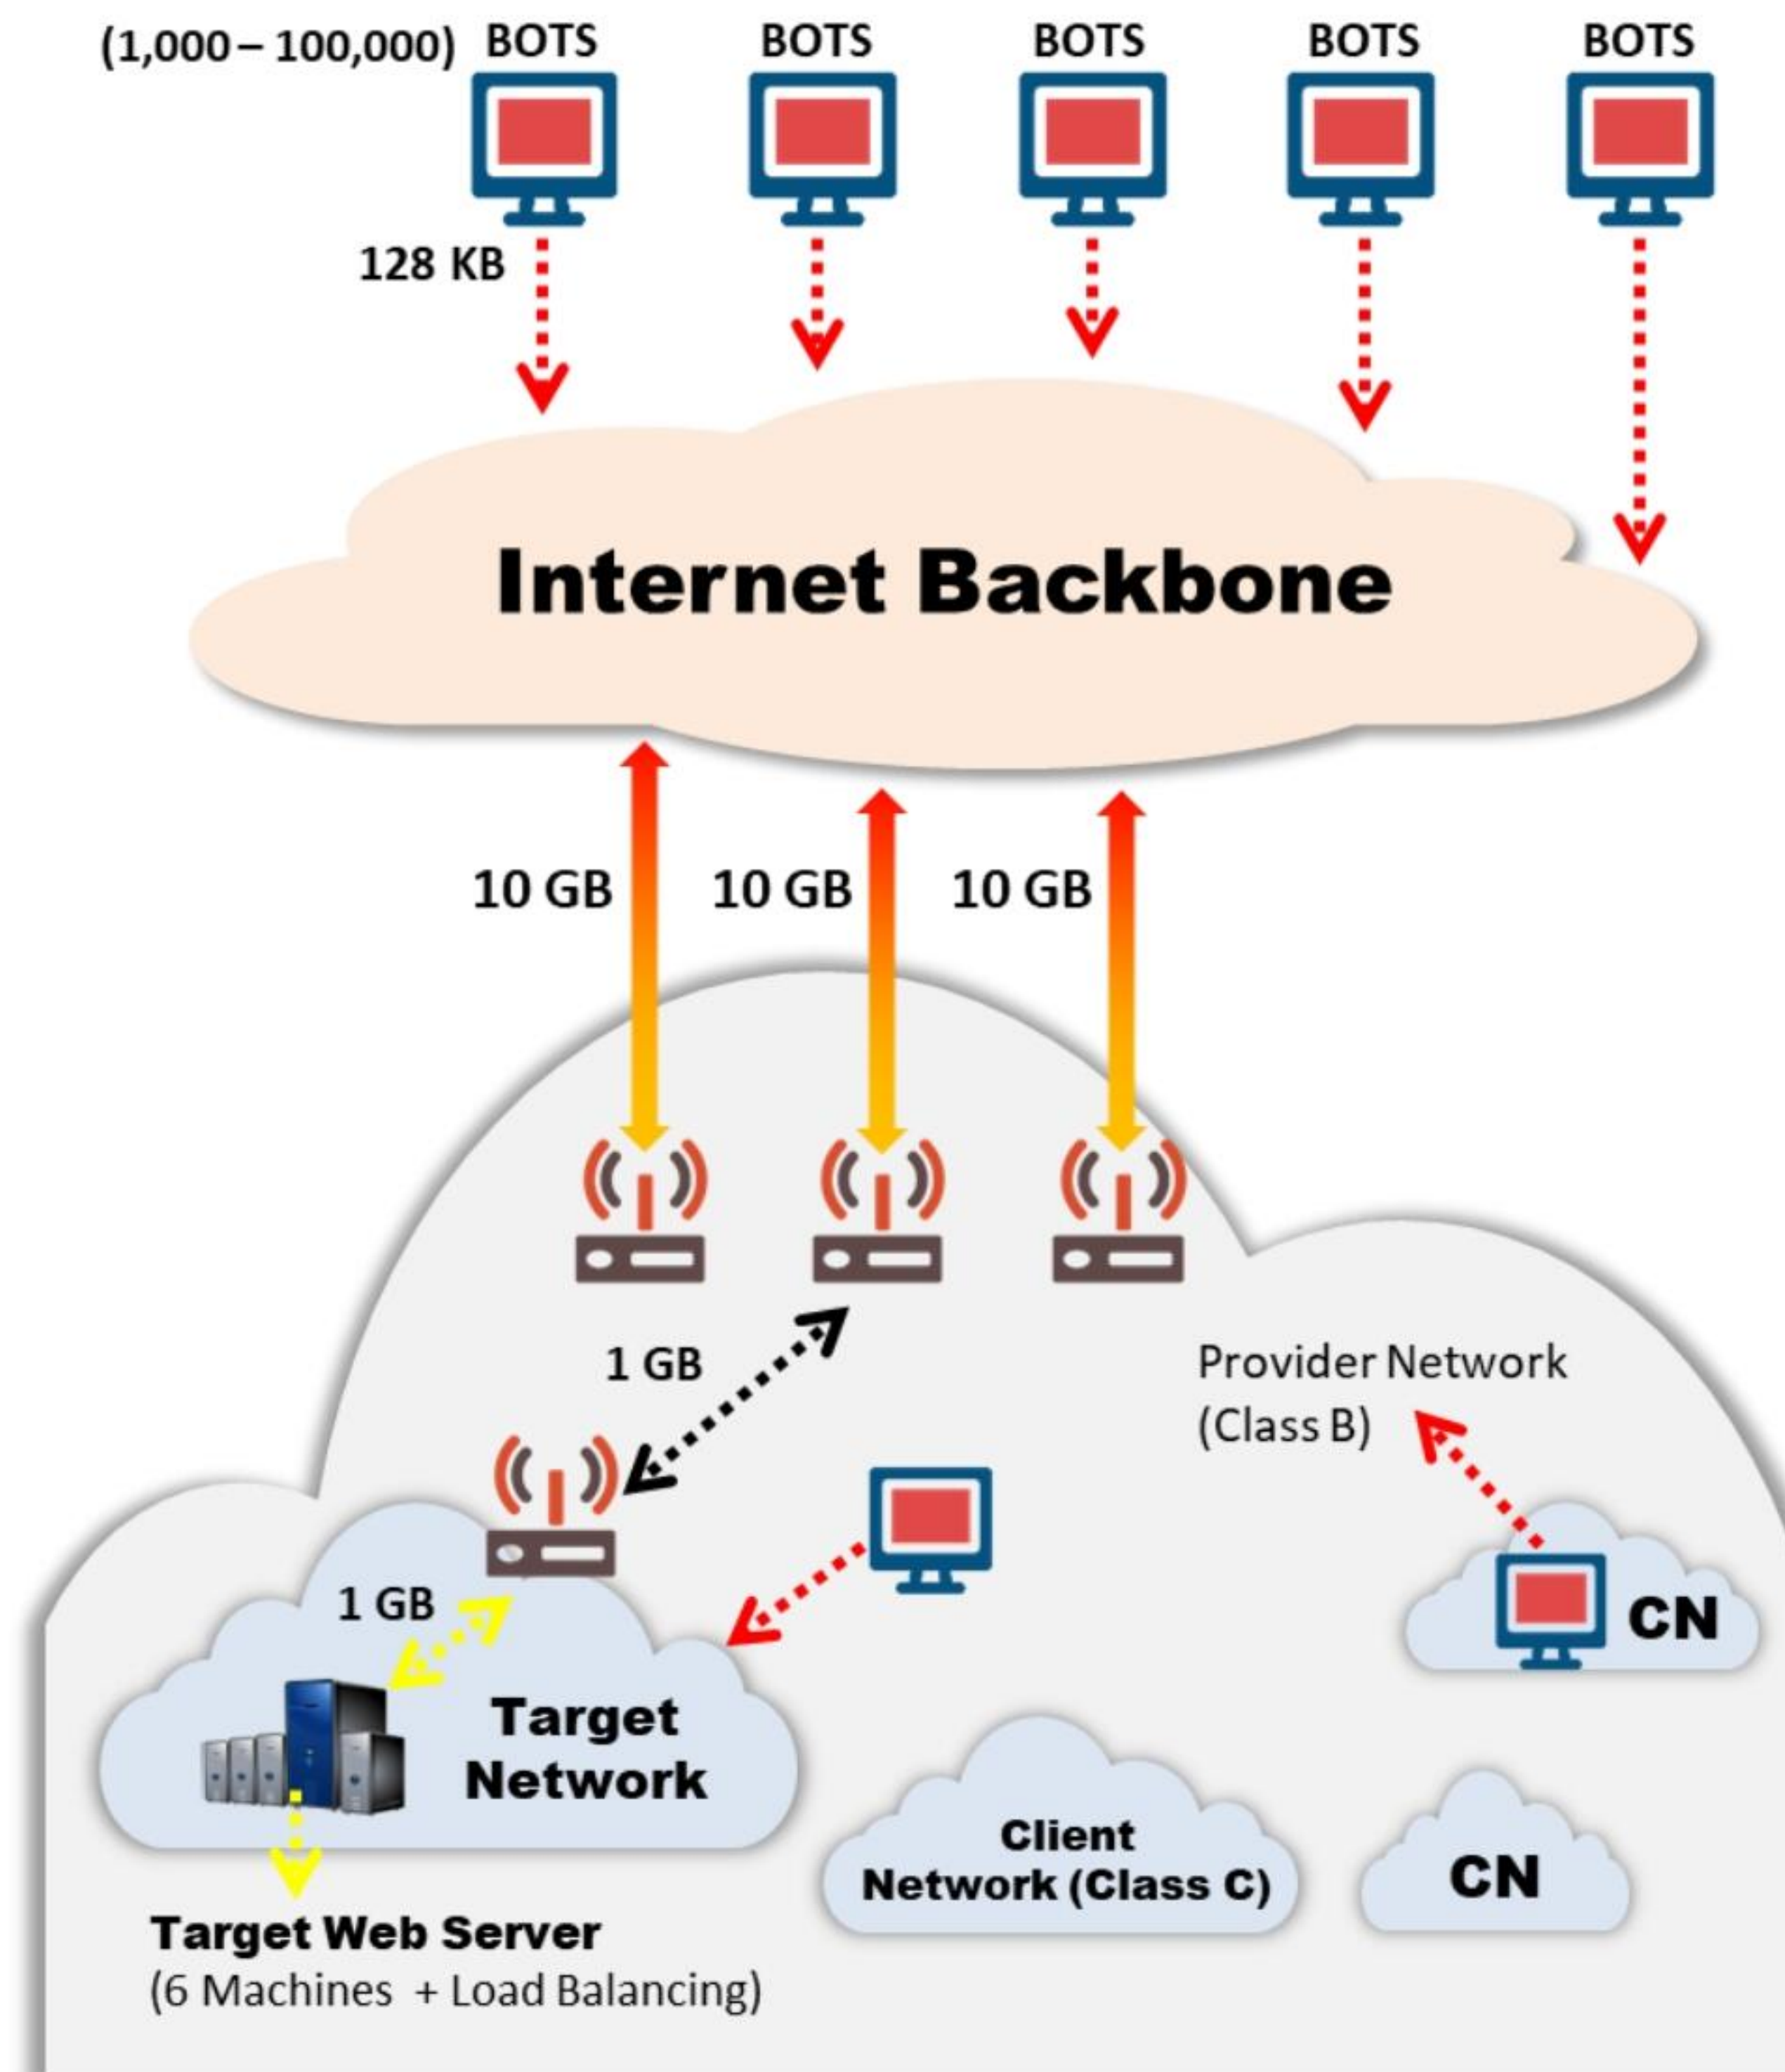 (1,000 – 100,000) BOTS BOTS BOTS BOTS BOTS
128 KB
Internet Backbone
10 GB 10 GB 10 GB
1 GB
Provider Network
(Class B)
1 GB
CN
Target
Network
Client
Network (Class C)
CN
Target Web Server
(6 Machines + Load Balancing)